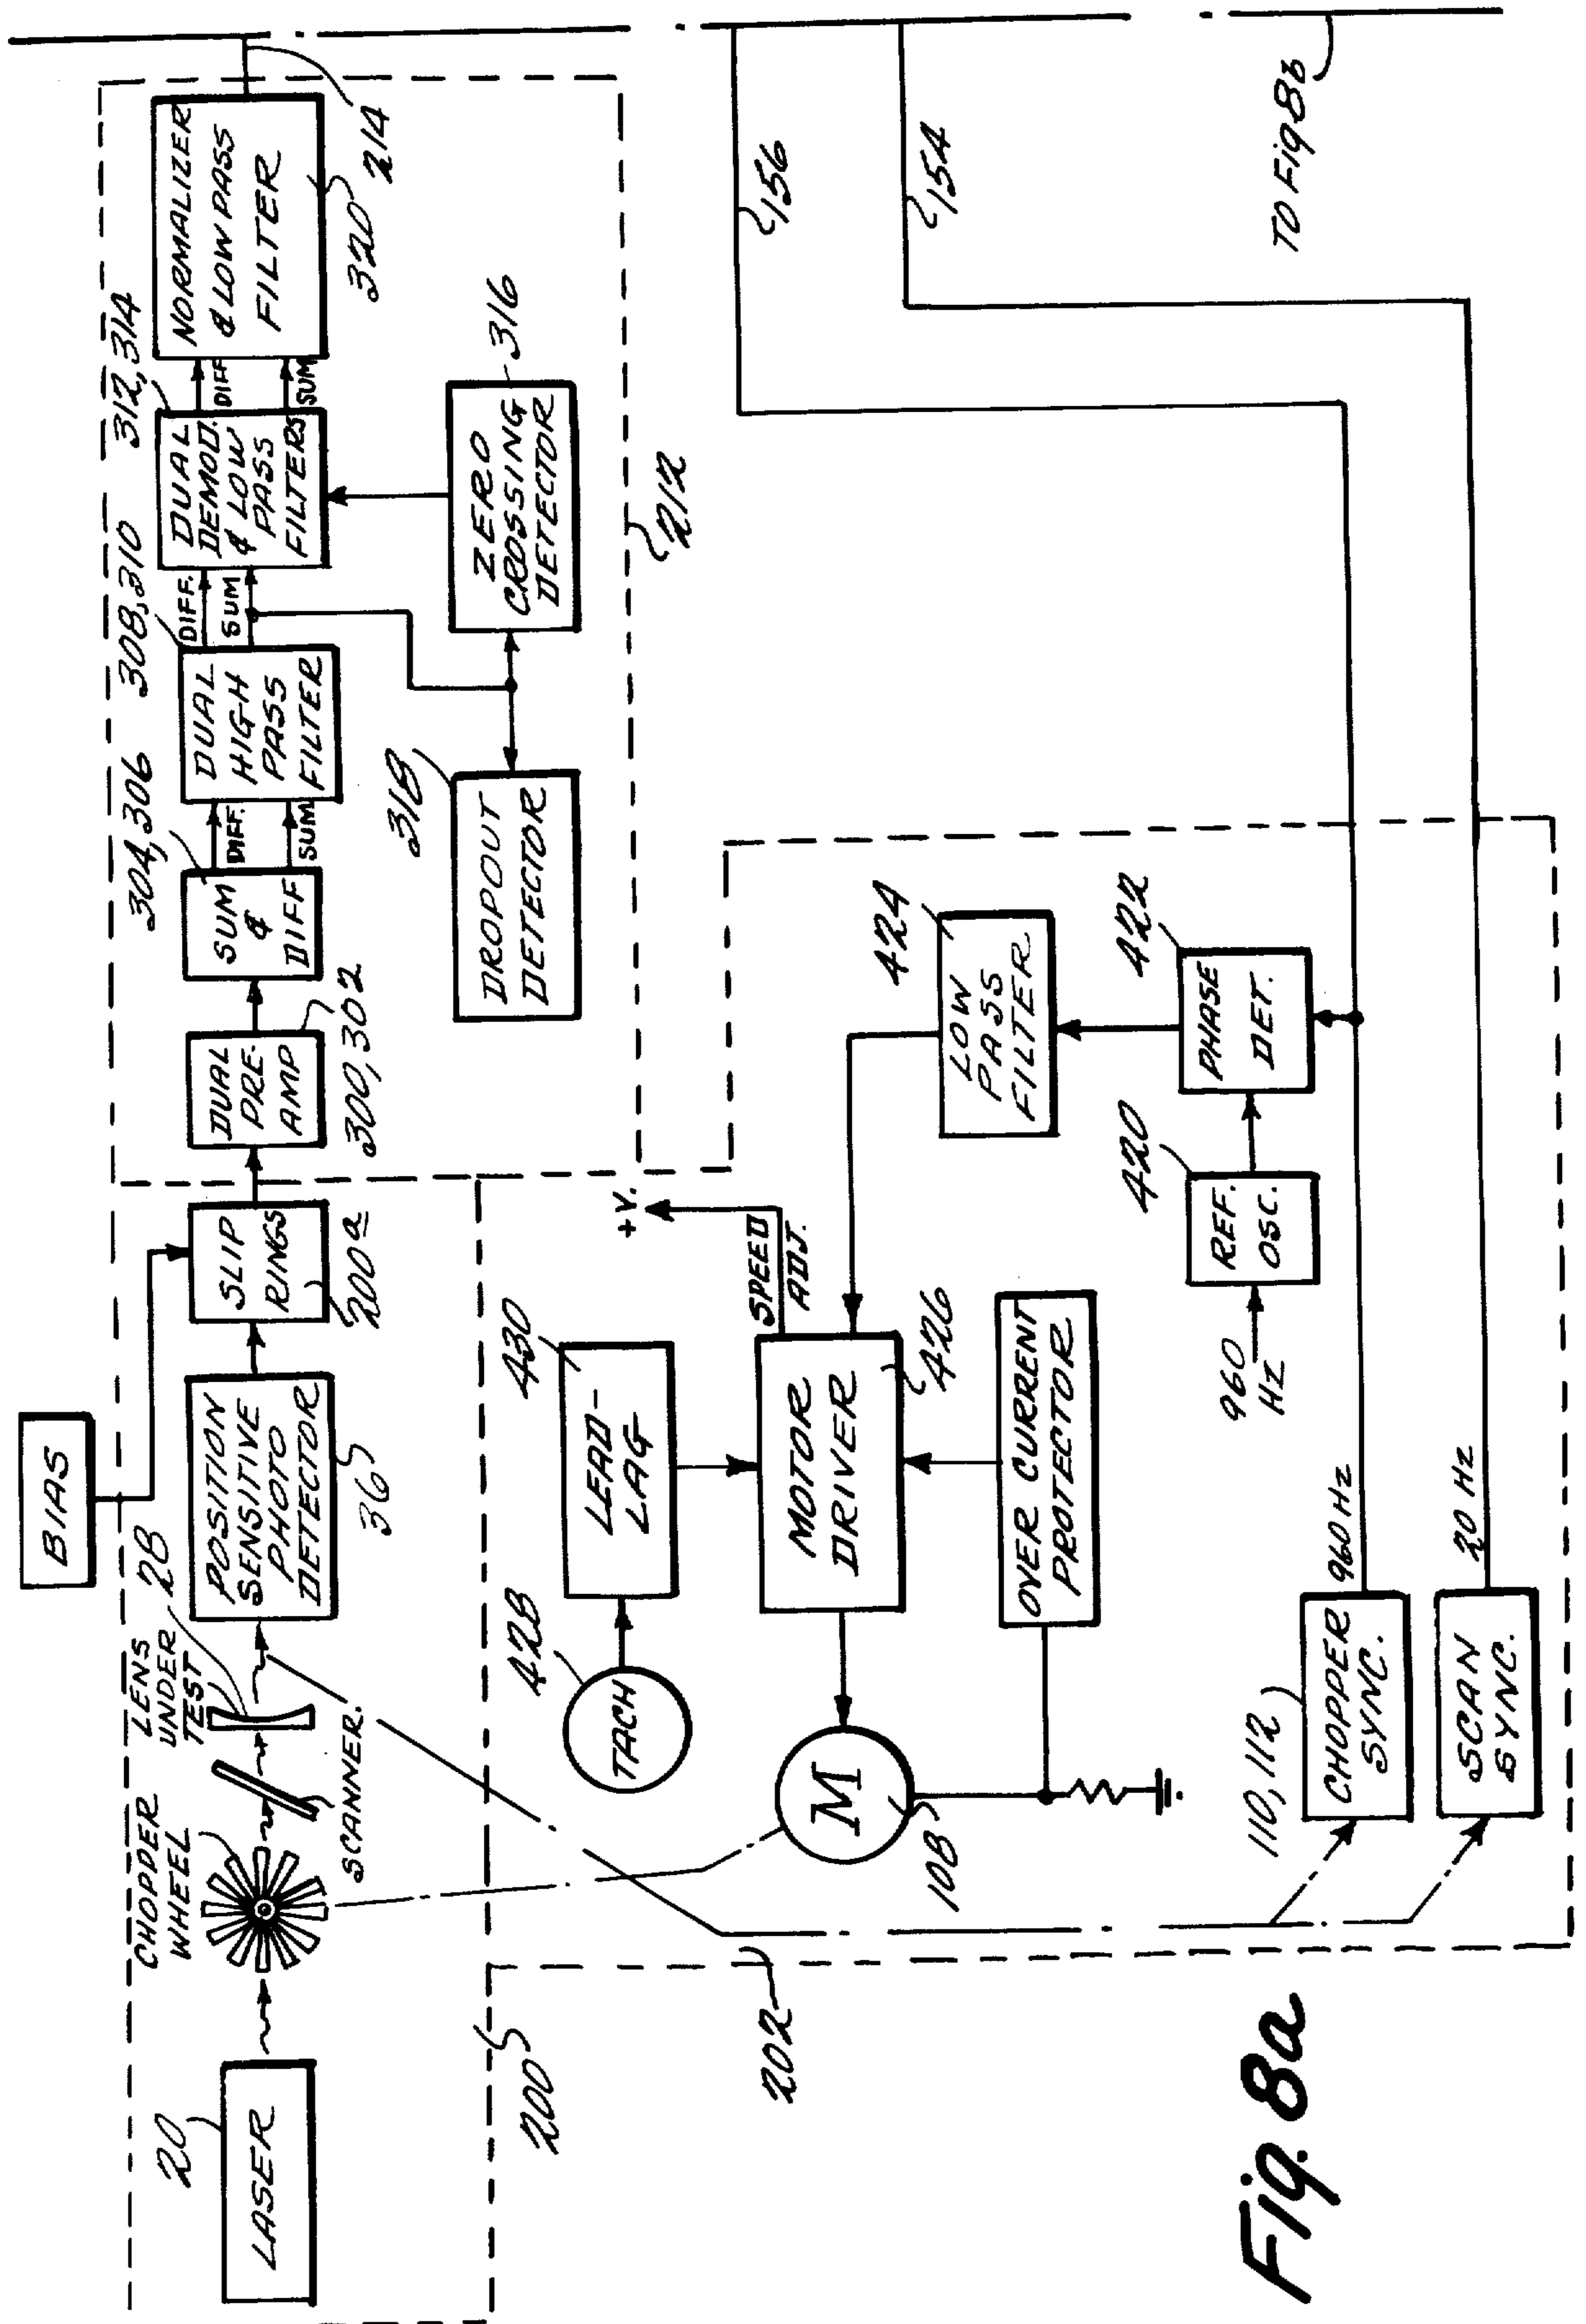 BIAS
LASER
20
CHOPPER
WHEEL
SCANNER.
LENS
UNDER
TEST
28
POSITION
SENSITIVE
PHOTO
DETECTOR
36
SLIP
RINGS
200a
DUAL
PRE-
AMP
300,302
SUM
&
DIFF
304,306
DIFF.
SUM
DUAL
HIGH
PASS
FILTER
308,310
DIFF.
SUM
DUAL
DEMOD.
& LOW
PASS
FILTERS
312,314
DIFF
SUM
NORMALIZER
& LOW PASS
FILTER
320
214
DROPOUT
DETECTOR
318
ZERO
CROSSING
DETECTOR
316
212
200
202
TACH
428
LEAD-
LAG
430
+V.
SPEED
ADJ.
M
108
MOTOR
DRIVER
426
OVER CURRENT
PROTECTOR
LOW
PASS
FILTER
424
960
HZ
REF.
OSC.
420
PHASE
DET.
422
156
154
110,112
CHOPPER
SYNC.
960 HZ
SCAN
SYNC.
20 HZ
TO Fig 8b
Fig. 8a